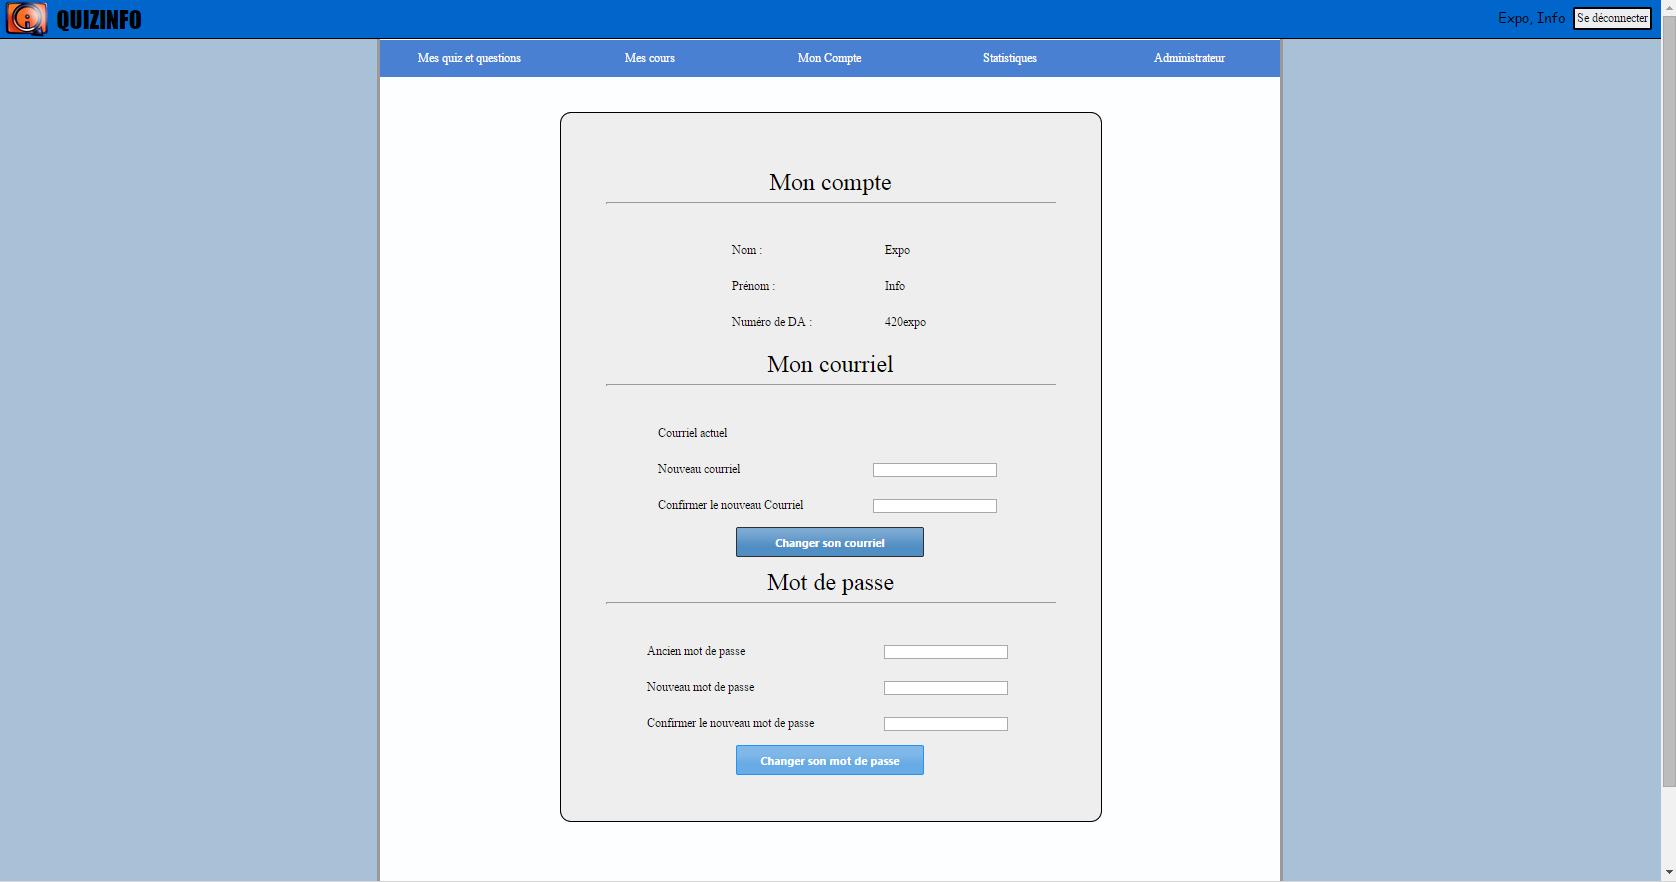 QUIZINFO
Expo, Info Se déconnecter
Mes quiz et questions Mes cours Mon Compte Statistiques Administrateur
Mon compte
Nom : Expo
Prénom : Info
Numéro de DA : 420expo
Mon courriel
Courriel actuel
Nouveau courriel
Confirmer le nouveau Courriel
Changer son courriel
Mot de passe
Ancien mot de passe
Nouveau mot de passe
Confirmer le nouveau mot de passe
Changer son mot de passe